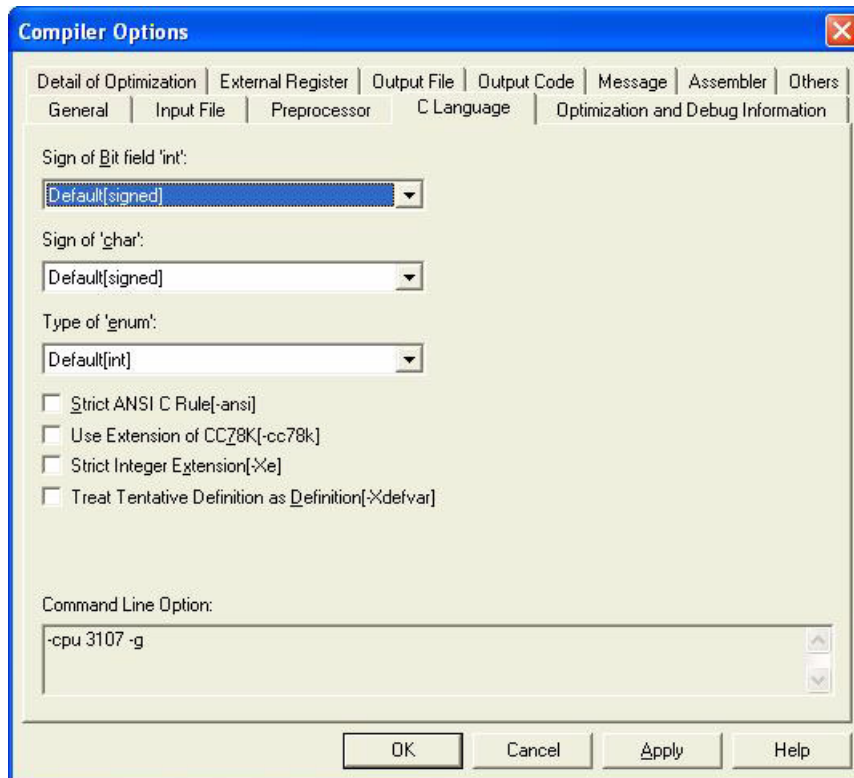 Compiler Options
Detail of Optimization External Register Output File Output Code Message Assembler Others
General Input File Preprocessor C Language Optimization and Debug Information
Sign of Bit field 'int':
Default[signed]
Sign of 'char':
Default[signed]
Type of 'enum':
Default[int]
Strict ANSI C Rule[-ansi]
Use Extension of CC78K[-cc78k]
Strict Integer Extension[-Xe]
Treat Tentative Definition as Definition[-Xdefvar]
Command Line Option:
-cpu 3107 -g
OK Cancel Apply Help